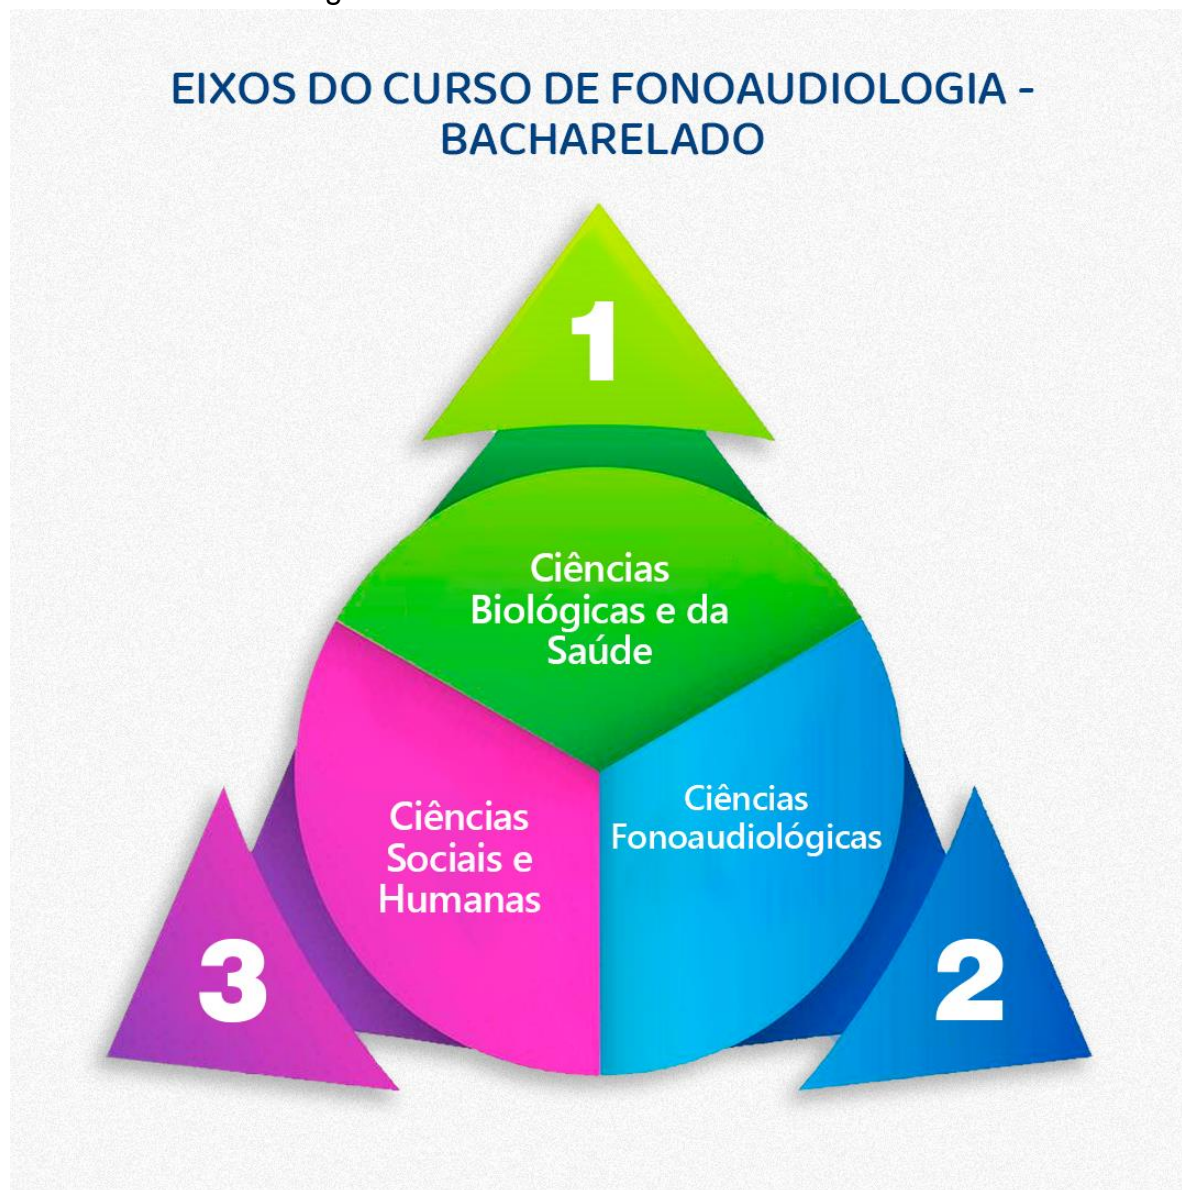 EIXOS DO CURSO DE FONOAUDIOLOGIA -
BACHARELADO
1
Ciências
Biológicas e da
Saúde
Ciências
Fonoaudiológicas
2
Ciências
Sociais e
Humanas
3